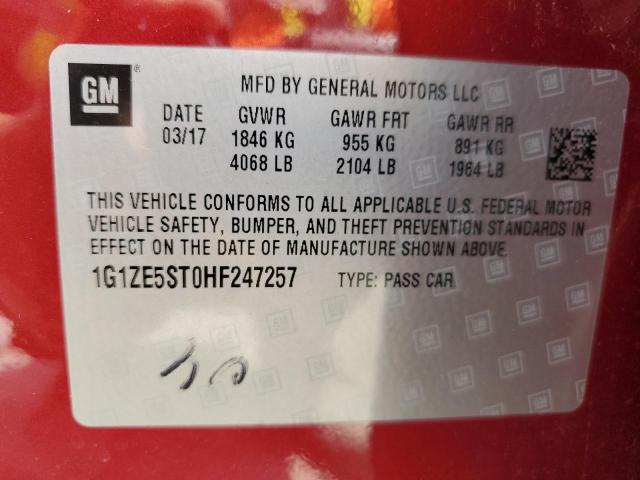 GM ®
MFD BY GENERAL MOTORS LLC
DATE GVWR GAWR FRT GAWR RR
03/17 1846 KG 955 KG 891 KG
4068 LB 2104 LB 1964 LB
THIS VEHICLE CONFORMS TO ALL APPLICABLE U.S. FEDERAL MOTOR
VEHICLE SAFETY, BUMPER, AND THEFT PREVENTION STANDARDS IN
EFFECT ON THE DATE OF MANUFACTURE SHOWN ABOVE.
1G1ZE5ST0HF247257 TYPE: PASS CAR